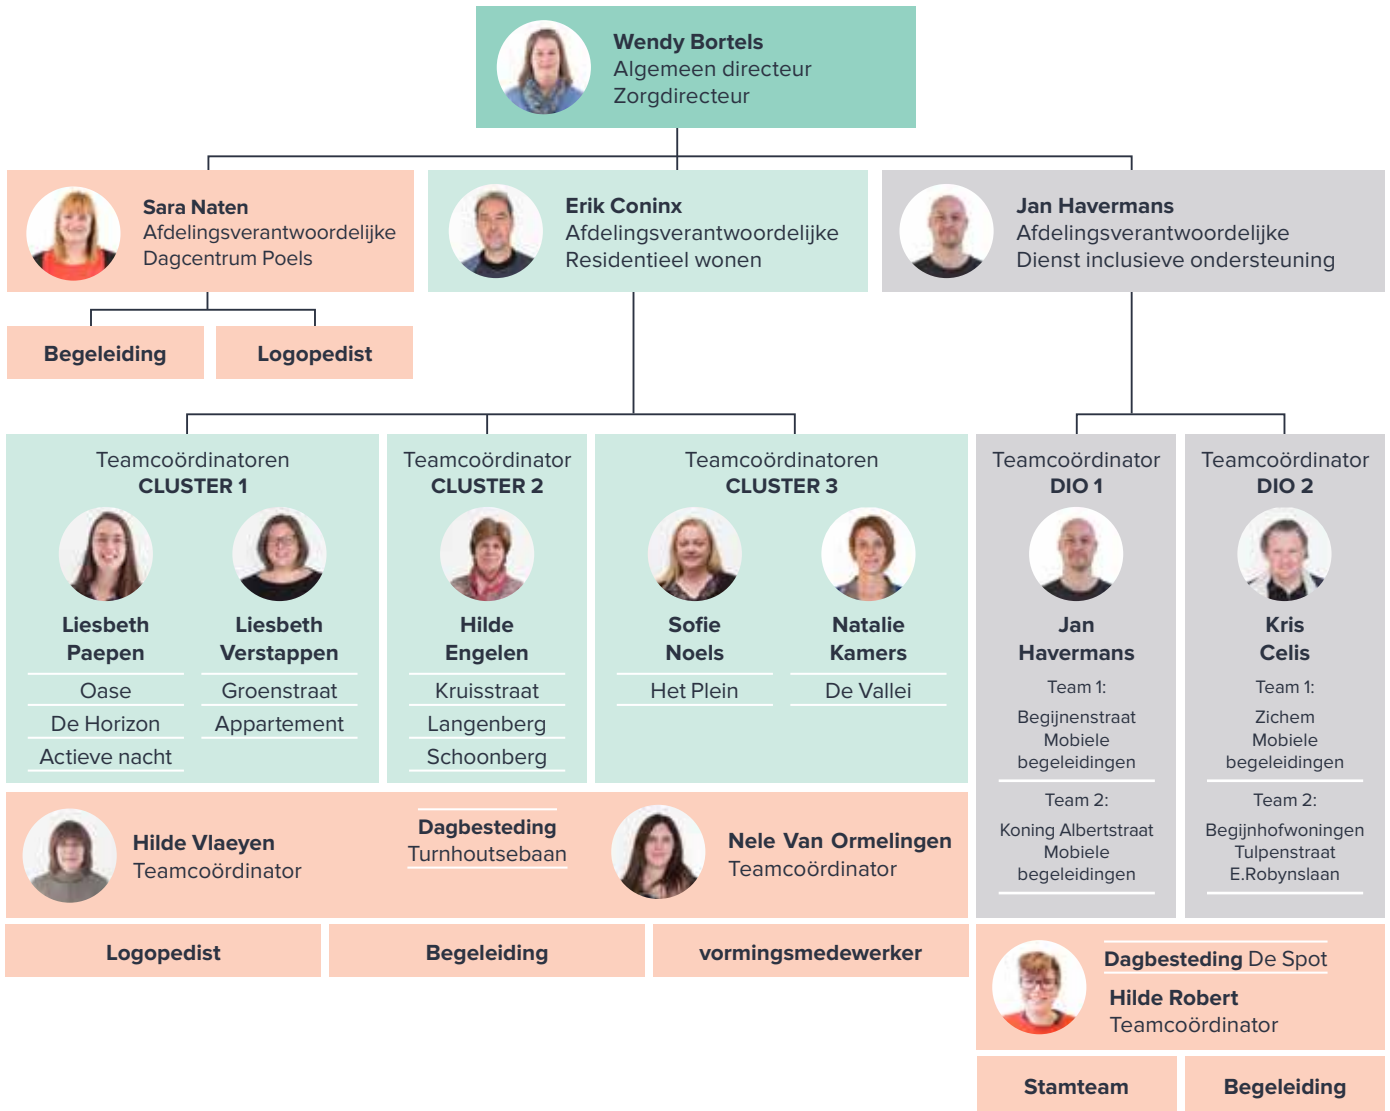 Wendy Bortels
Algemeen directeur
Zorgdirecteur
Sara Naten
Afdelingsverantwoordelijke
Dagcentrum Poels
Erik Coninx
Afdelingsverantwoordelijke
Residentieel wonen
Jan Havermans
Afdelingsverantwoordelijke
Dienst inclusieve ondersteuning
Begeleiding
Logopedist
Teamcoördinatoren
CLUSTER 1
Liesbeth
Paepen
Oase
De Horizon
Actieve nacht
Liesbeth
Verstappen
Groenstraat
Appartement
Teamcoördinator
CLUSTER 2
Hilde
Engelen
Kruisstraat
Langenberg
Schoonberg
Teamcoördinatoren
CLUSTER 3
Sofie
Noels
Het Plein
Natalie
Kamers
De Vallei
Teamcoördinator
DIO 1
Jan
Havermans
Team 1:
Begijnenstraat
Mobiele
begeleidingen
Team 2:
Koning Albertstraat
Mobiele
begeleidingen
Teamcoördinator
DIO 2
Kris
Celis
Team 1:
Zichem
Mobiele
begeleidingen
Team 2:
Begijnhofwoningen
Tulpenstraat
E.Robynslaan
Hilde Vlaeyen
Teamcoördinator
Dagbesteding
Turnhoutsebaan
Nele Van Ormelingen
Teamcoördinator
Logopedist
Begeleiding
vormingsmedewerker
Dagbesteding De Spot
Hilde Robert
Teamcoördinator
Stamteam
Begeleiding